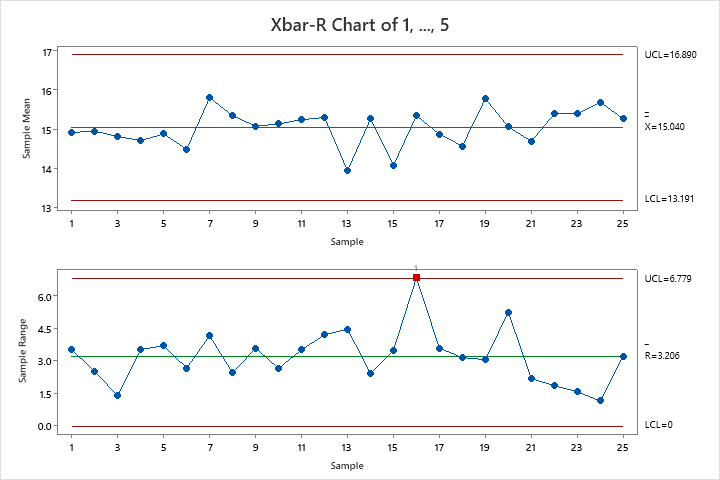 Xbar-R Chart of 1, ..., 5
17
16
15
14
13
Sample Mean
UCL=16.890
X=15.040
LCL=13.191
1 3 5 7 9 11 13 15 17 19 21 23 25
Sample
1
6.0
4.5
3.0
1.5
0.0
Sample Range
UCL=6.779
R=3.206
LCL=0
1 3 5 7 9 11 13 15 17 19 21 23 25
Sample